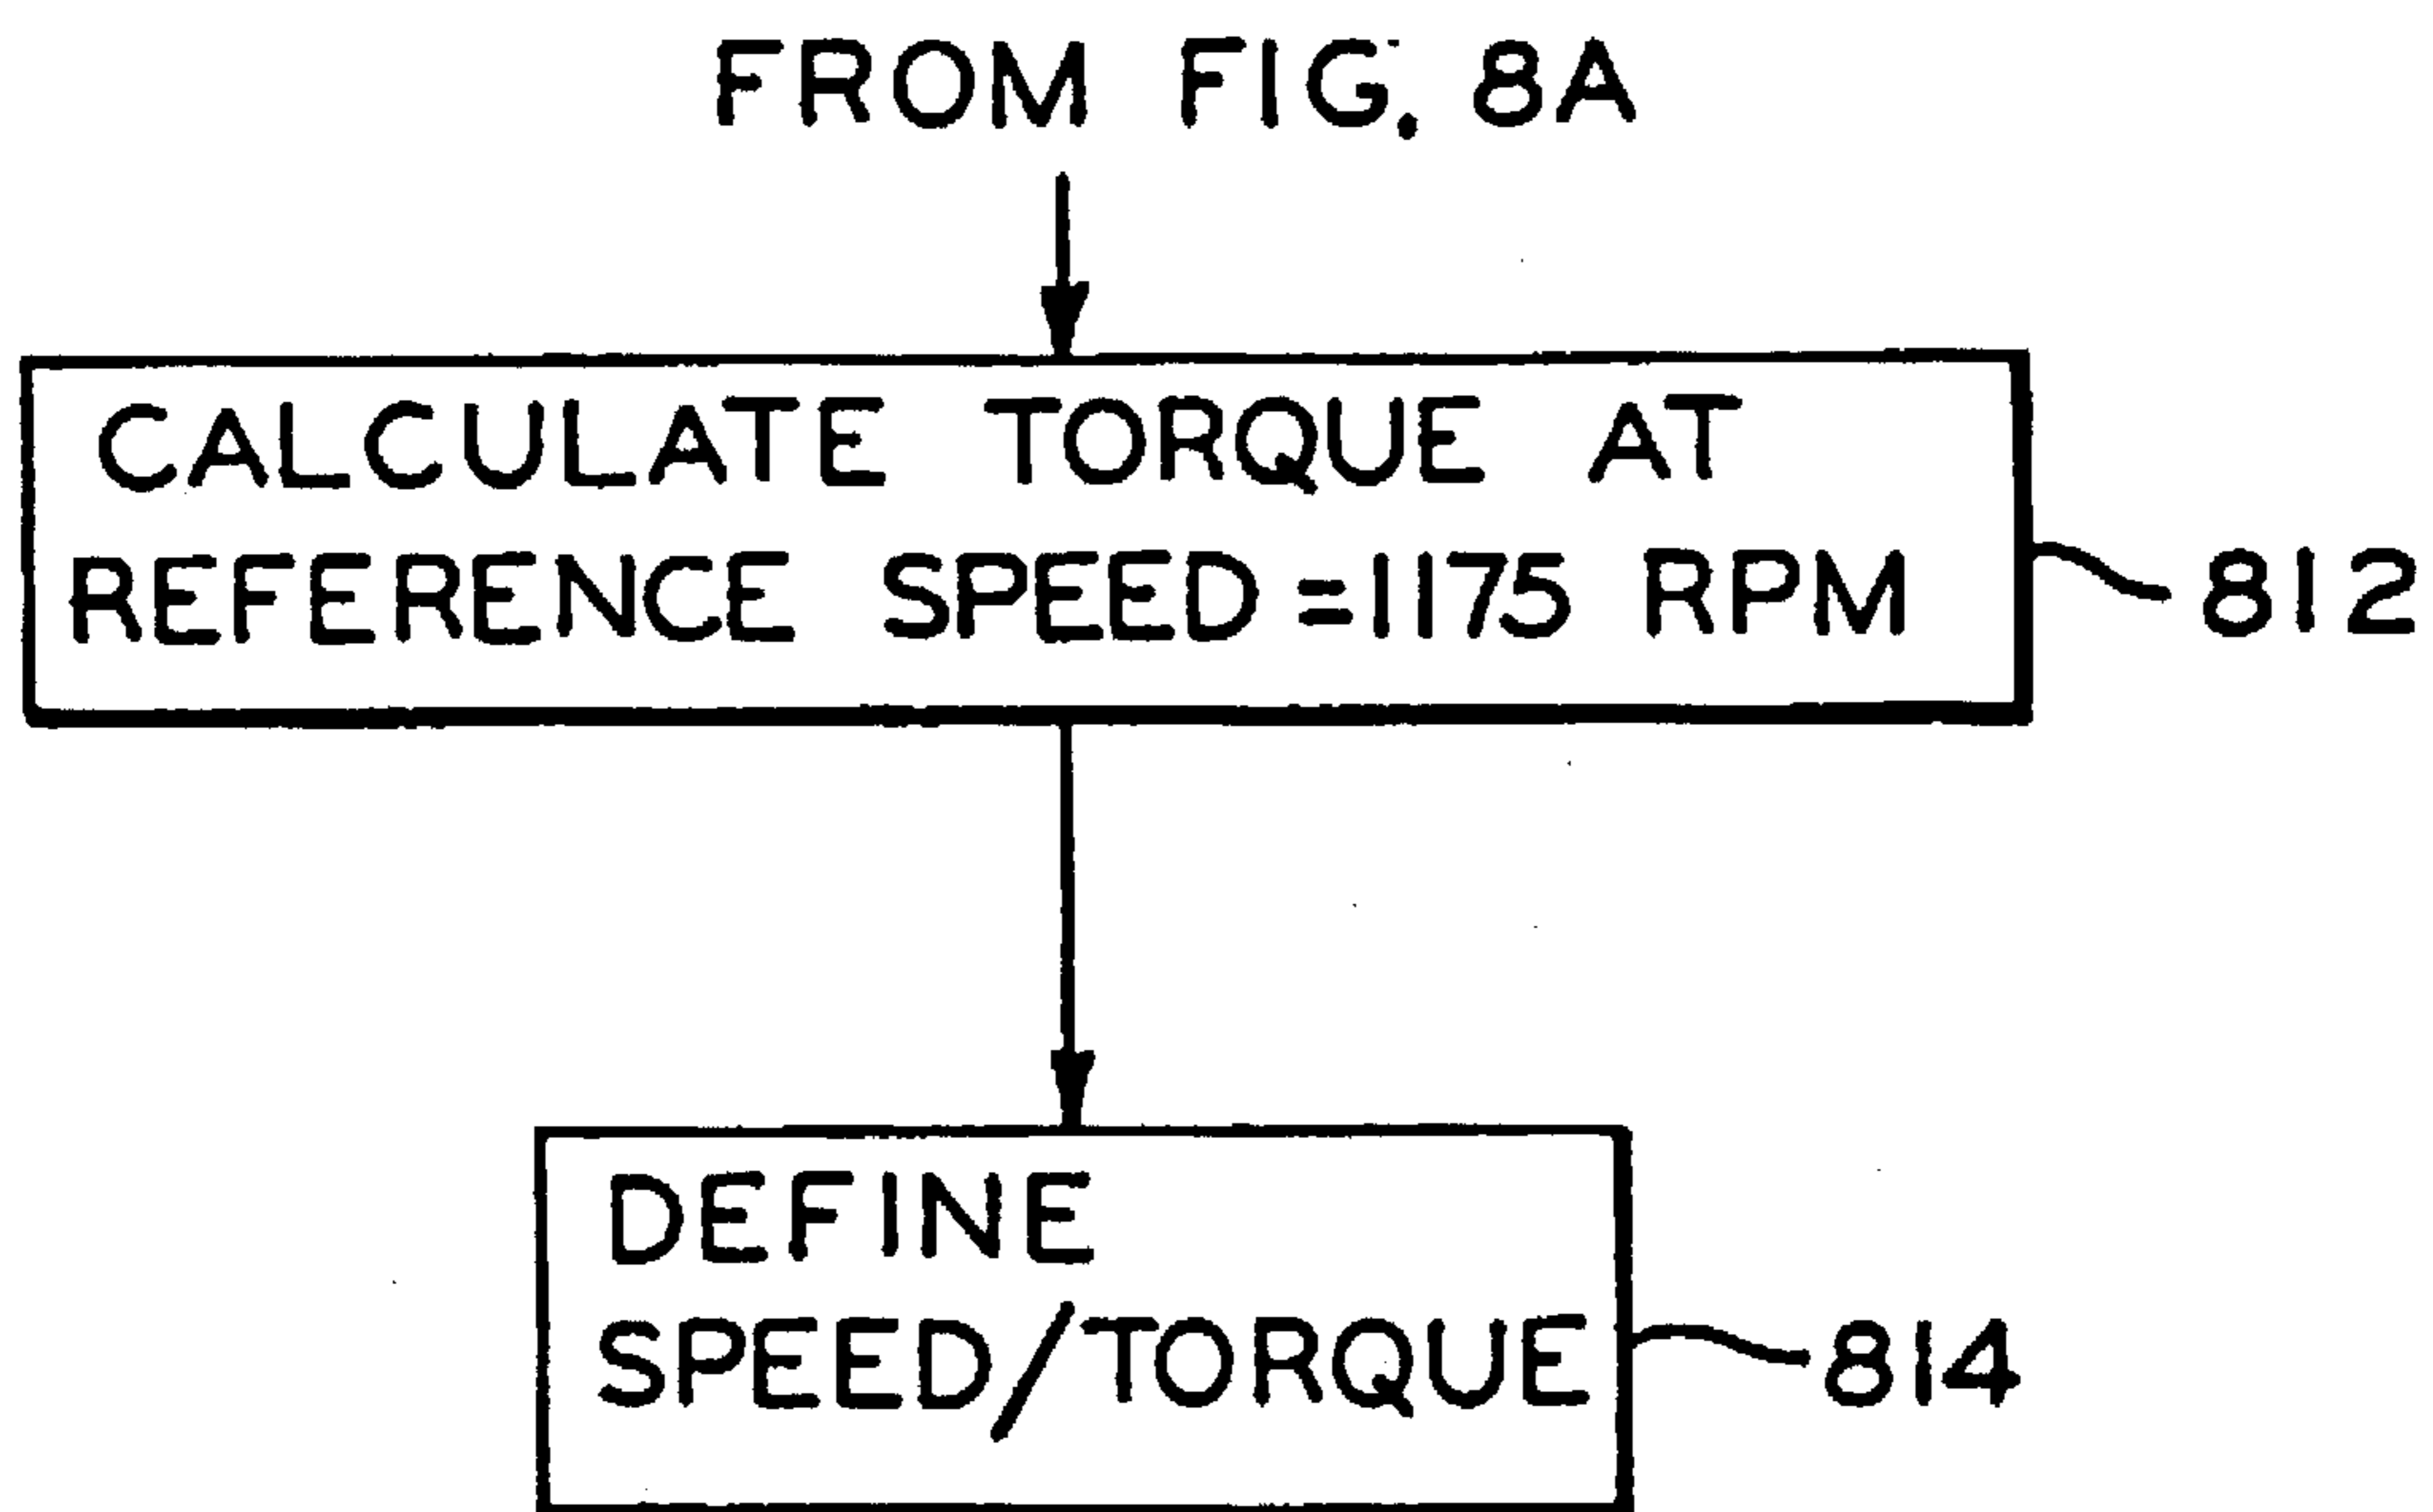 FROM FIG. 8A
CALCULATE TORQUE AT
REFERENCE SPEED =1175 RPM
812
DEFINE
SPEED/TORQUE
814